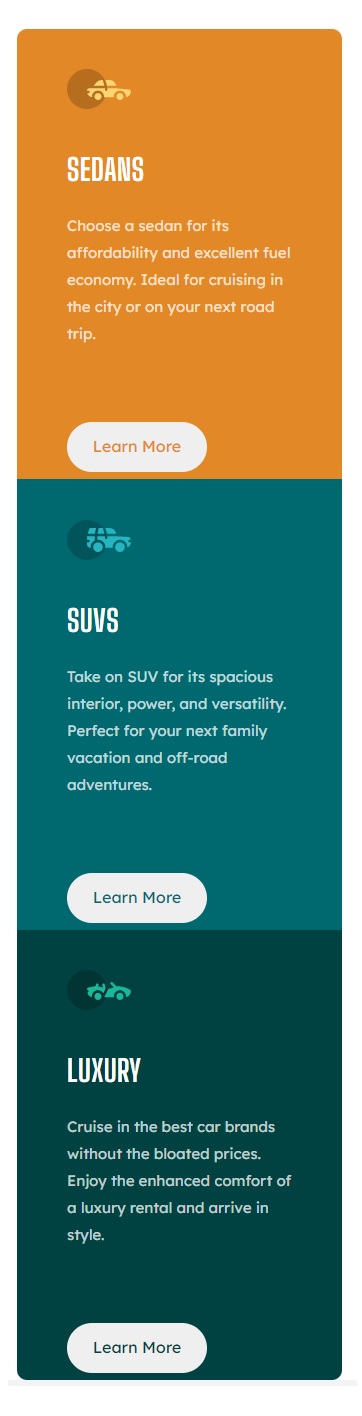 SEDANS
Choose a sedan for its
affordability and excellent fuel
economy. Ideal for cruising in
the city or on your next road
trip.
Learn More
SUVS
Take on SUV for its spacious
interior, power, and versatility.
Perfect for your next family
vacation and off-road
adventures.
Learn More
LUXURY
Cruise in the best car brands
without the bloated prices.
Enjoy the enhanced comfort of
a luxury rental and arrive in
style.
Learn More